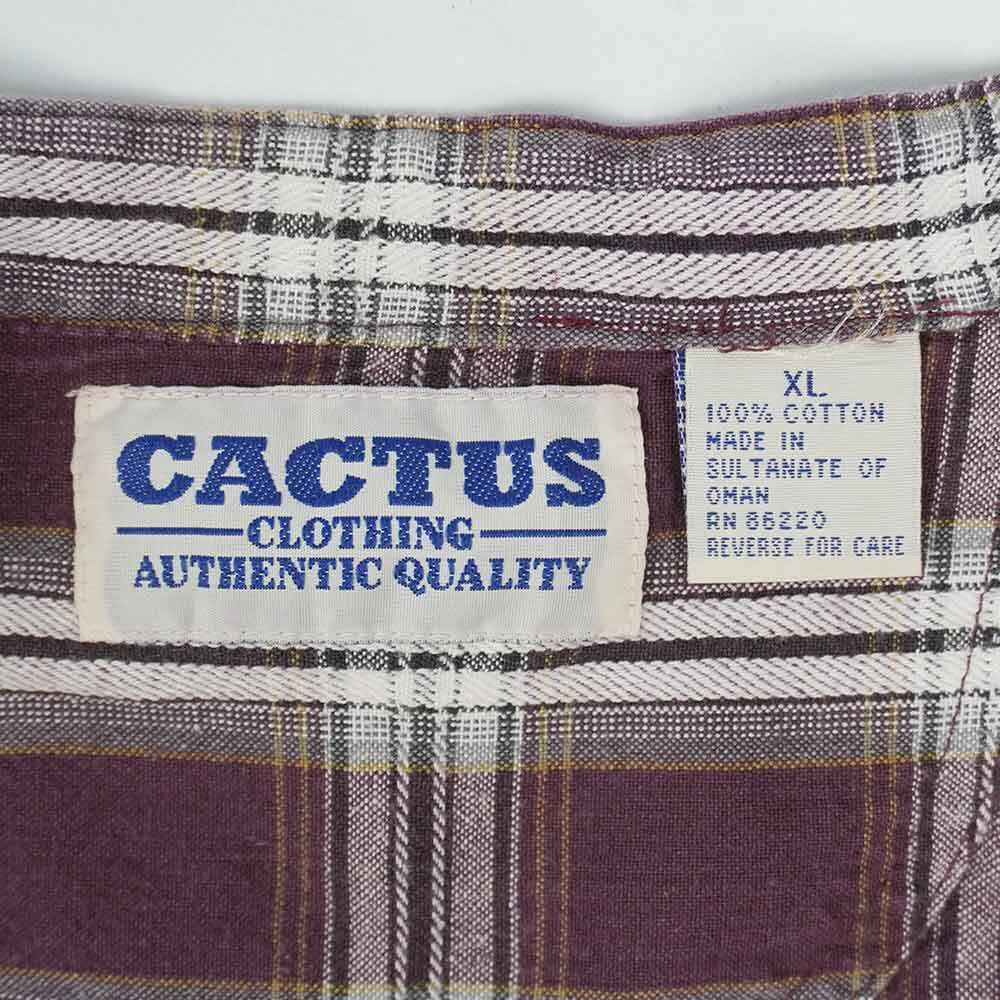 CACTUS
CLOTHING
AUTHENTIC QUALITY
XL
100% COTTON
MADE IN
SULTANATE OF
OMAN
RN 86220
REVERSE FOR CARE